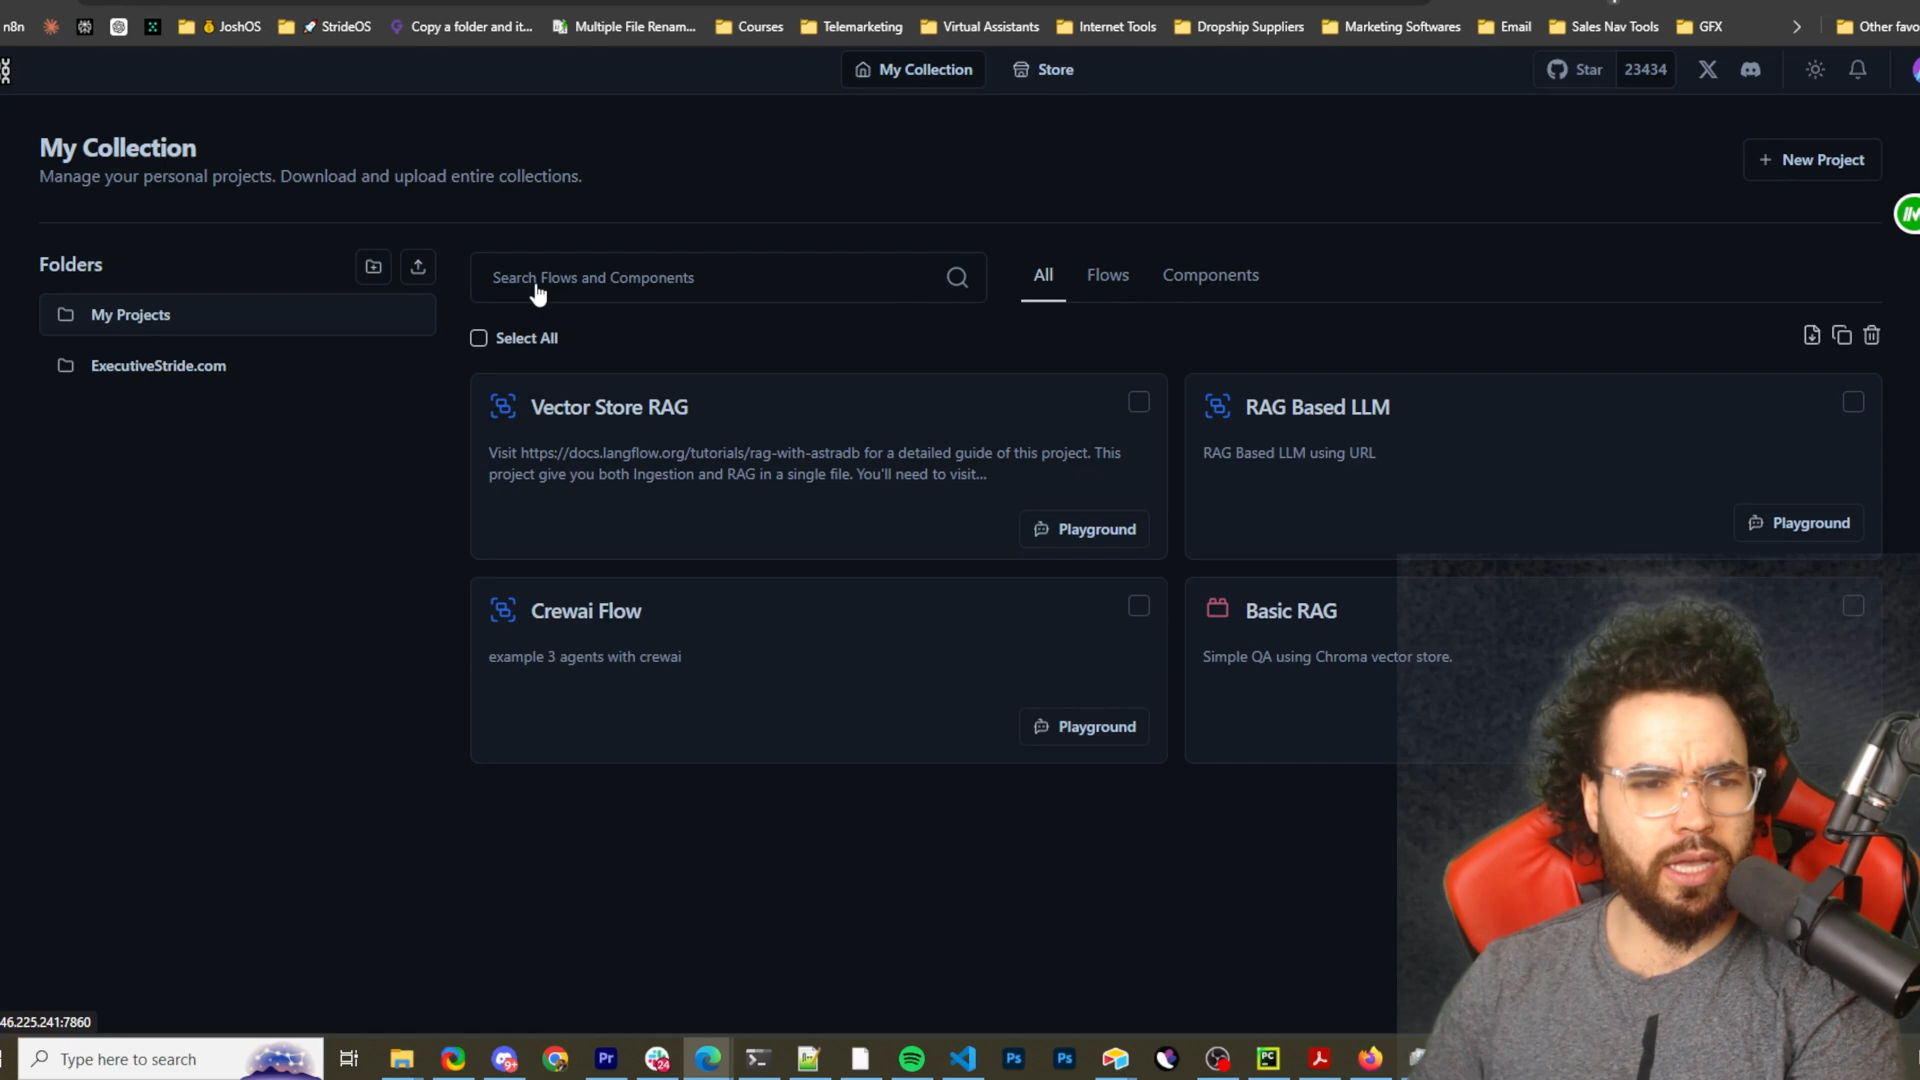 n8n
JoshOS
StrideOS
Copy a folder and it...
Multiple File Renam...
Courses
Telemarketing
Virtual Assistants
Internet Tools
Dropship Suppliers
Marketing Softwares
Email
Sales Nav Tools
GFX
Other favo
My Collection
Store
Star
23434
My Collection
Manage your personal projects. Download and upload entire collections.
+ New Project
Folders
My Projects
ExecutiveStride.com
Search Flows and Components
All
Flows
Components
Select All
Vector Store RAG
Visit https://docs.langflow.org/tutorials/rag-with-astradb for a detailed guide of this project. This
project give you both Ingestion and RAG in a single file. You'll need to visit...
Playground
RAG Based LLM
RAG Based LLM using URL
Playground
Crewai Flow
example 3 agents with crewai
Playground
Basic RAG
Simple QA using Chroma vector store.
46.225.241:7860
Type here to search
9+
Pr
24
Ps
Ps
PC